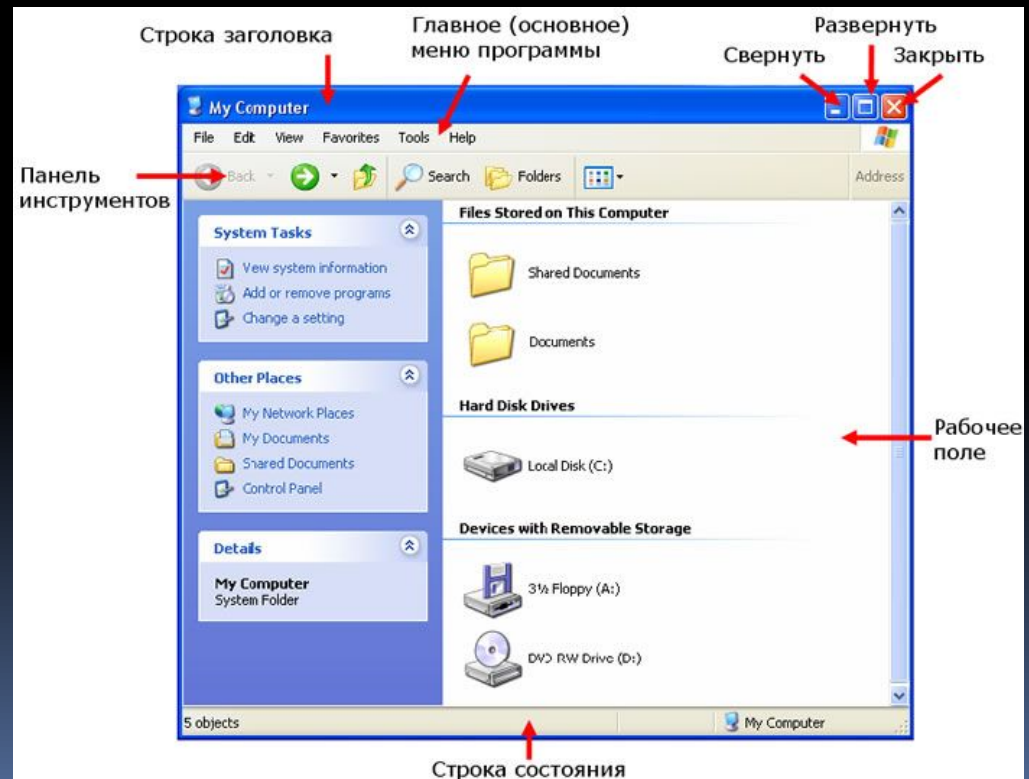 Строка заголовка
Главное (основное)
меню программы
Развернуть
Свернуть
Закрыть
My Computer
File Edit View Favorites Tools Help
Панель
инструментов
Back Search Folders Address
System Tasks
View system information
Add or remove programs
Change a setting
Other Places
My Network Places
My Documents
Shared Documents
Control Panel
Details
My Computer
System Folder
Files Stored on This Computer
Shared Documents
Documents
Hard Disk Drives
Local Disk (C:)
Devices with Removable Storage
3½ Floppy (A:)
DVD RW Drive (D:)
Рабочее
поле
5 objects My Computer
Строка состояния